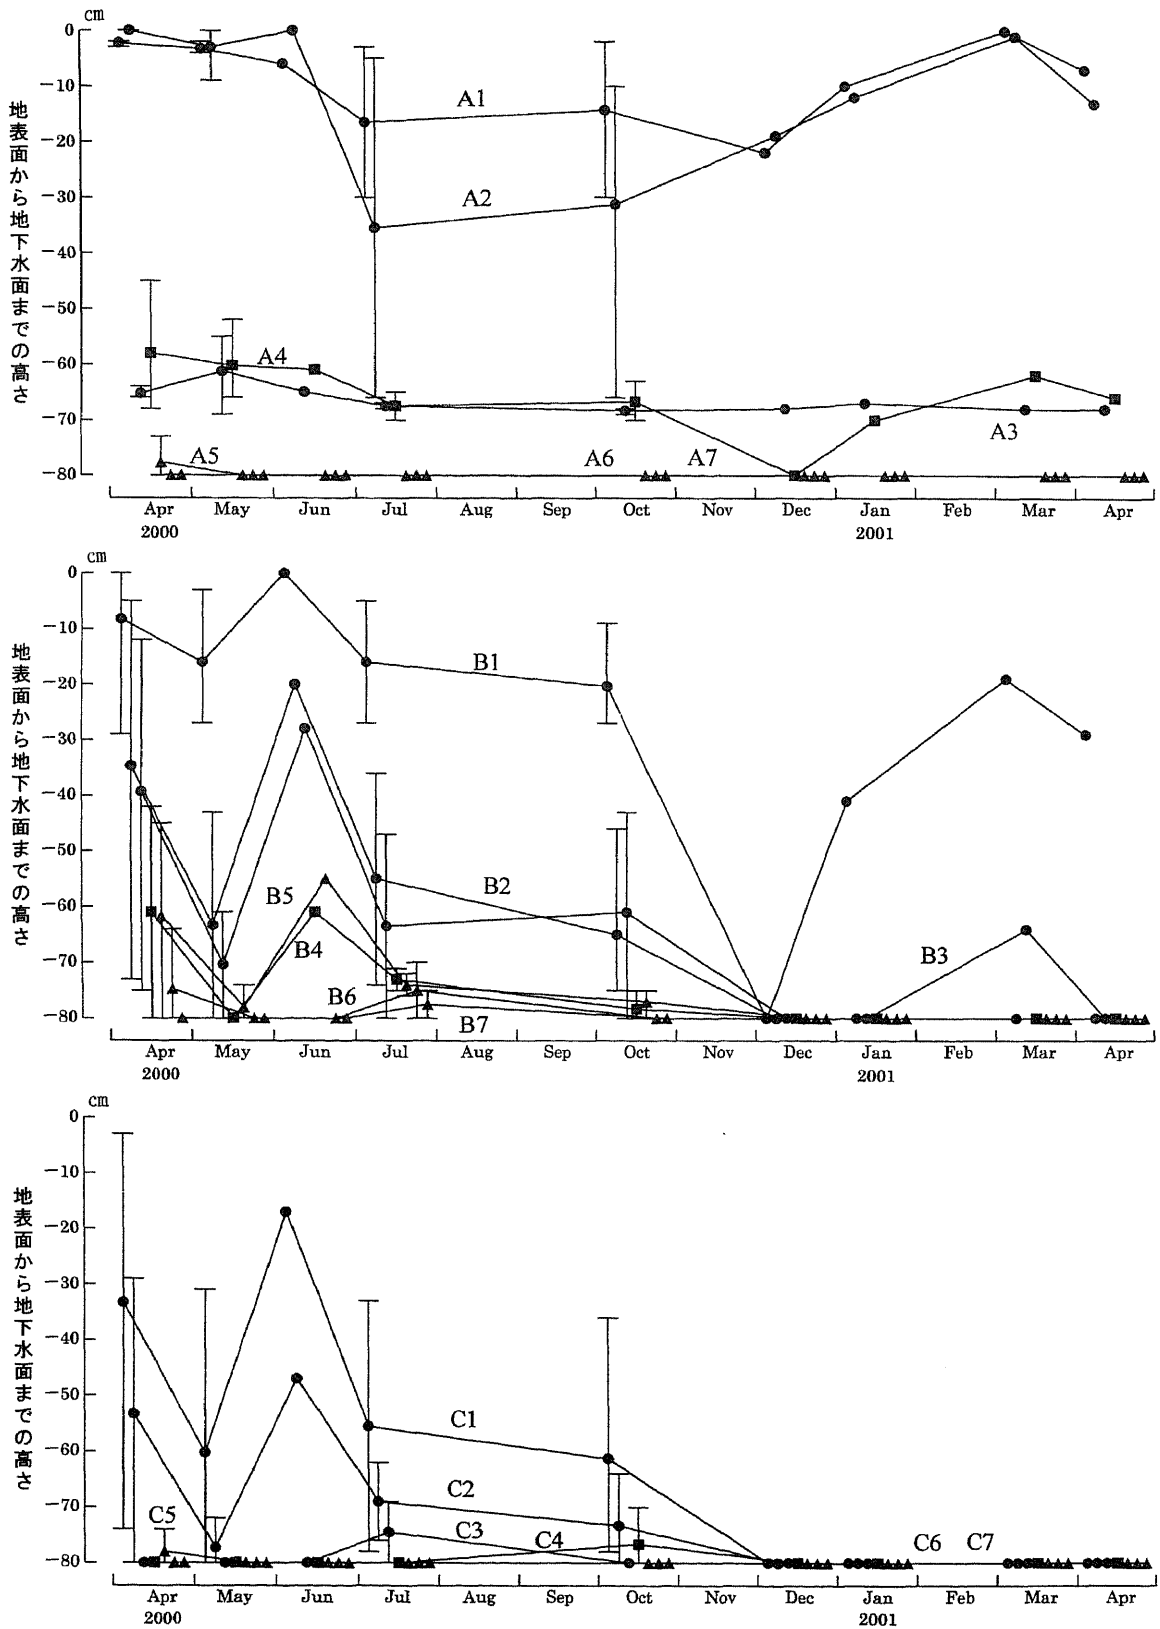 cm
0
−10
−20
−30
−40
−50
−60
−70
−80
地表面から地下水面までの高さ
A1
A2
A4
A3
A5
A6
A7
Apr May Jun Jul Aug Sep Oct Nov Dec Jan Feb Mar Apr
2000 2001
cm
0
−10
−20
−30
−40
−50
−60
−70
−80
地表面から地下水面までの高さ
B1
B2
B5
B4
B3
B6
B7
Apr May Jun Jul Aug Sep Oct Nov Dec Jan Feb Mar Apr
2000 2001
cm
0
−10
−20
−30
−40
−50
−60
−70
−80
地表面から地下水面までの高さ
C1
C2
C5
C3
C4
C6
C7
Apr May Jun Jul Aug Sep Oct Nov Dec Jan Feb Mar Apr
2000 2001